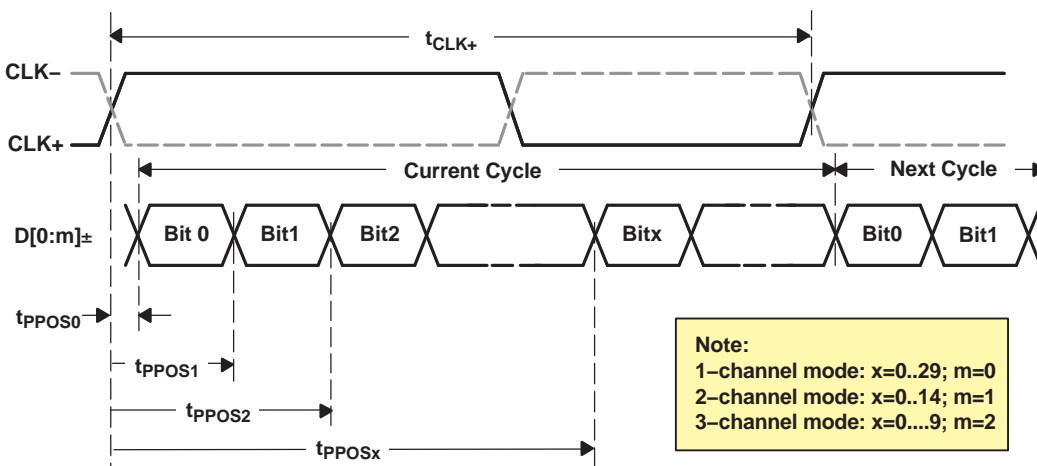 tCLK+
CLK–
CLK+
Current Cycle
Next Cycle
D[0:m]±
Bit 0
Bit1
Bit2
Bitx
Bit0
Bit1
tPPOS0
tPPOS1
tPPOS2
tPPOSx
Note:
1–channel mode: x=0..29; m=0
2–channel mode: x=0..14; m=1
3–channel mode: x=0....9; m=2